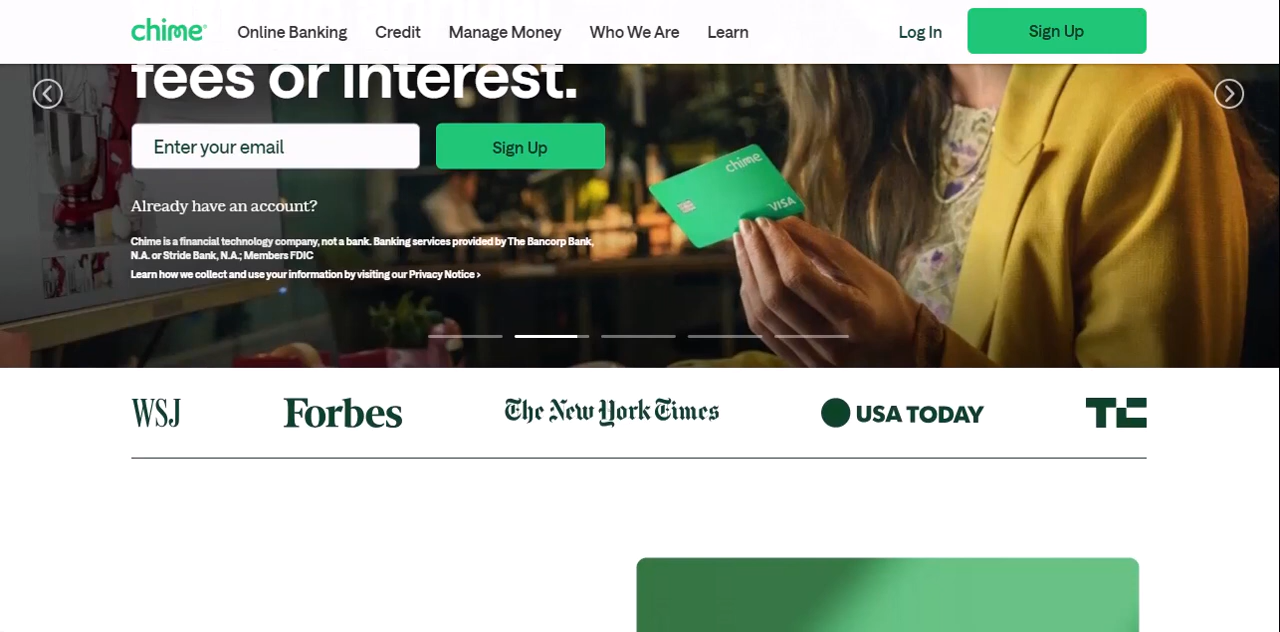 chime
Online Banking
Credit
Manage Money
Who We Are
Learn
Log In
Sign Up
fees or interest.
Enter your email
Sign Up
Already have an account?
Chime is a financial technology company, not a bank. Banking services provided by The Bancorp Bank,
N.A. or Stride Bank, N.A.; Members FDIC
Learn how we collect and use your information by visiting our Privacy Notice >
chime
VISA
WSJ
Forbes
The New York Times
USA TODAY
TC